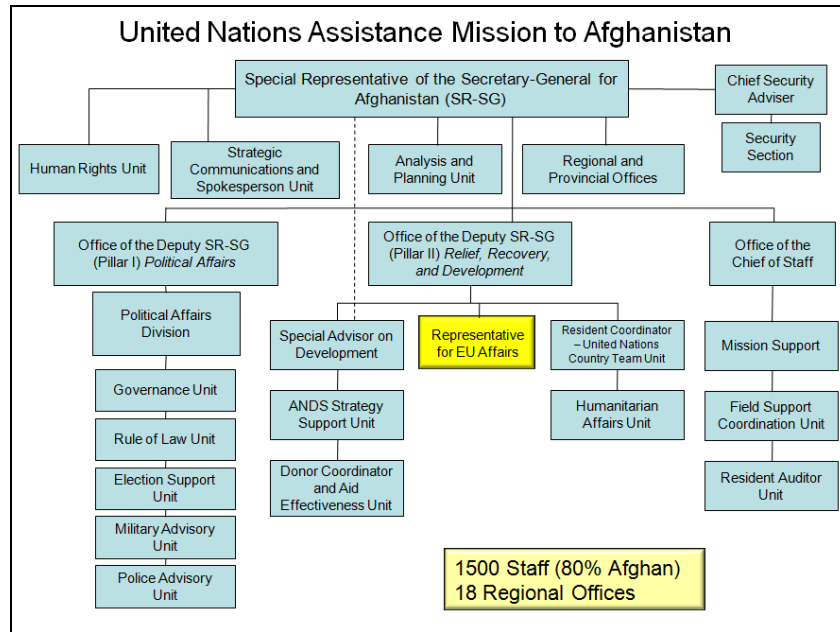 United Nations Assistance Mission to Afghanistan
Special Representative of the Secretary-General for
Afghanistan (SR-SG)
Chief Security
Adviser
Security
Section
Human Rights Unit
Strategic
Communications and
Spokesperson Unit
Analysis and
Planning Unit
Regional and
Provincial Offices
Office of the Deputy SR-SG
(Pillar I) Political Affairs
Office of the Deputy SR-SG
(Pillar II) Relief, Recovery,
and Development
Office of the
Chief of Staff
Political Affairs
Division
Governance Unit
Rule of Law Unit
Election Support
Unit
Military Advisory
Unit
Police Advisory
Unit
Special Advisor on
Development
ANDS Strategy
Support Unit
Donor Coordinator
and Aid
Effectiveness Unit
Representative
for EU Affairs
Resident Coordinator
– United Nations
Country Team Unit
Humanitarian
Affairs Unit
Mission Support
Field Support
Coordination Unit
Resident Auditor
Unit
1500 Staff (80% Afghan)
18 Regional Offices